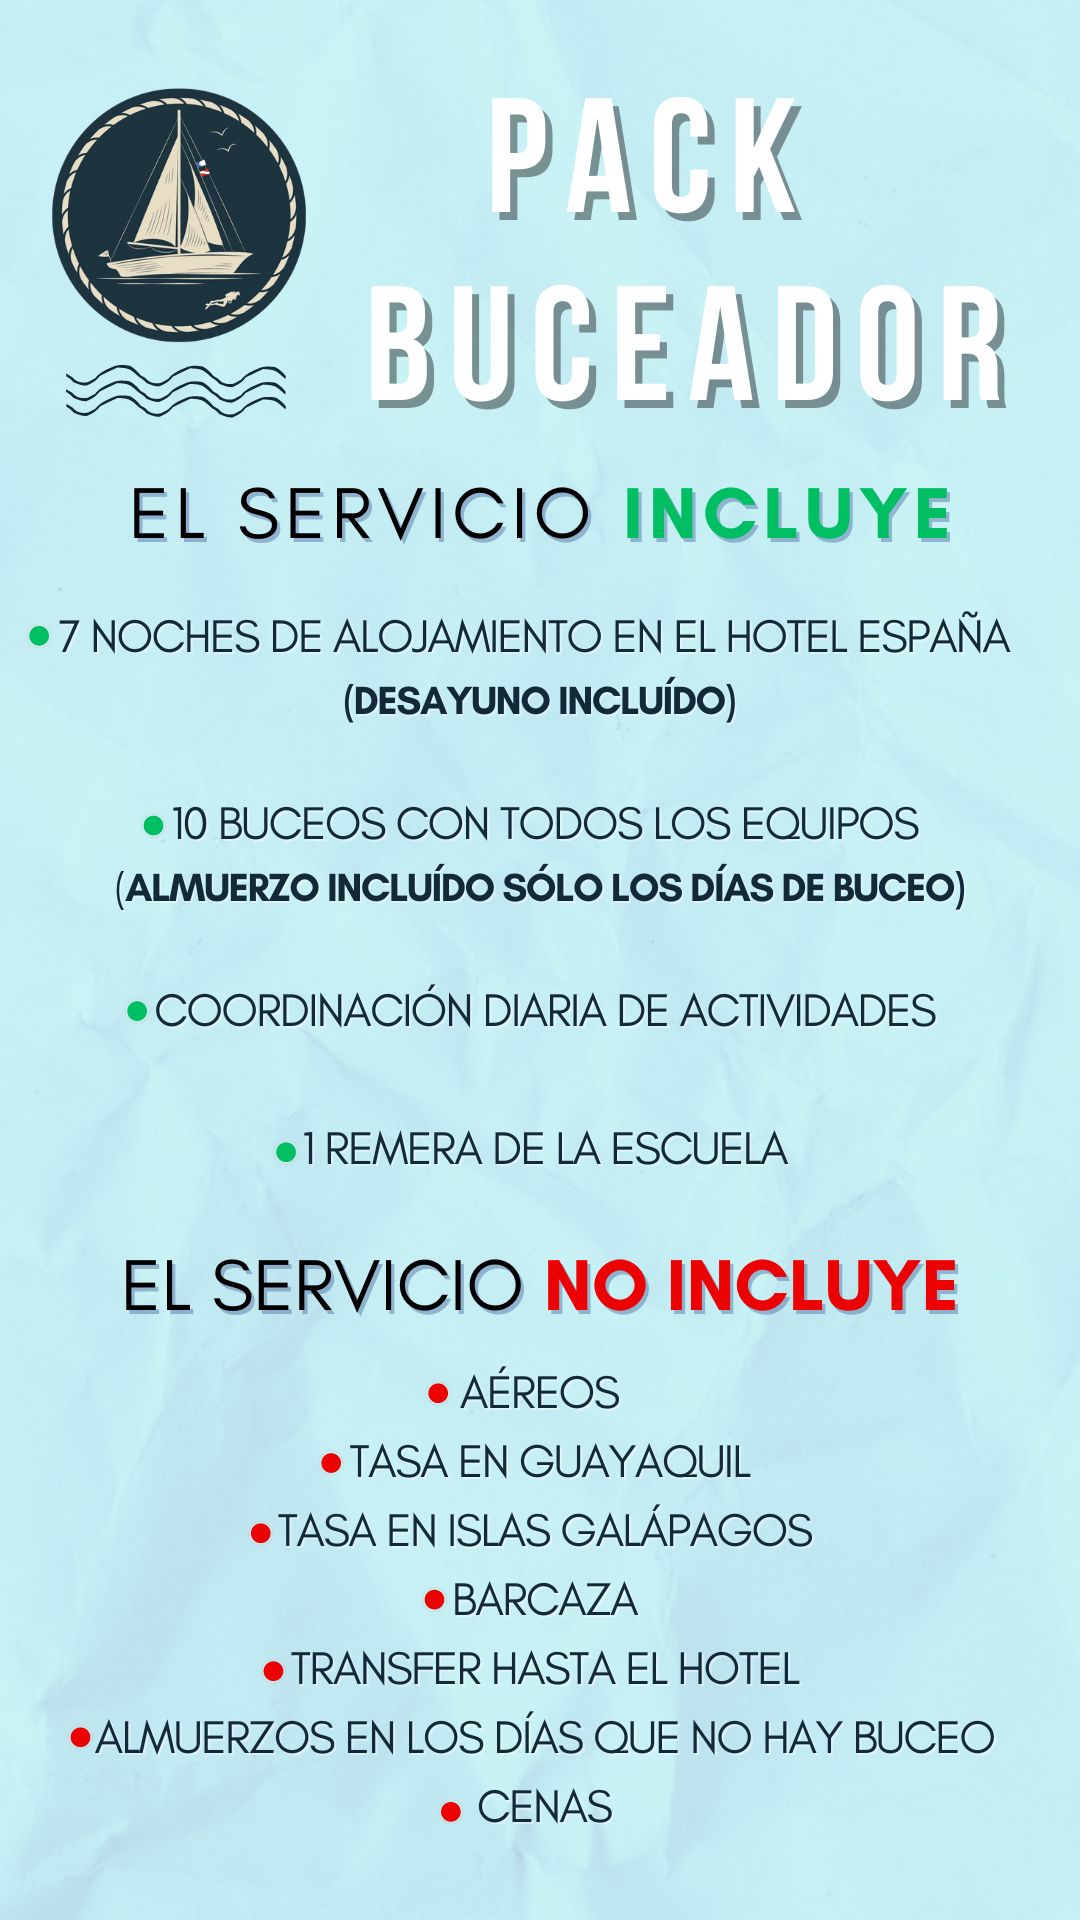 PACK
BUCEADOR
EL SERVICIO INCLUYE
7 NOCHES DE ALOJAMIENTO EN EL HOTEL ESPAÑA
(DESAYUNO INCLUÍDO)
10 BUCEOS CON TODOS LOS EQUIPOS
(ALMUERZO INCLUÍDO SÓLO LOS DÍAS DE BUCEO)
COORDINACIÓN DIARIA DE ACTIVIDADES
1 REMERA DE LA ESCUELA
EL SERVICIO NO INCLUYE
AÉREOS
TASA EN GUAYAQUIL
TASA EN ISLAS GALÁPAGOS
BARCAZA
TRANSFER HASTA EL HOTEL
ALMUERZOS EN LOS DÍAS QUE NO HAY BUCEO
CENAS